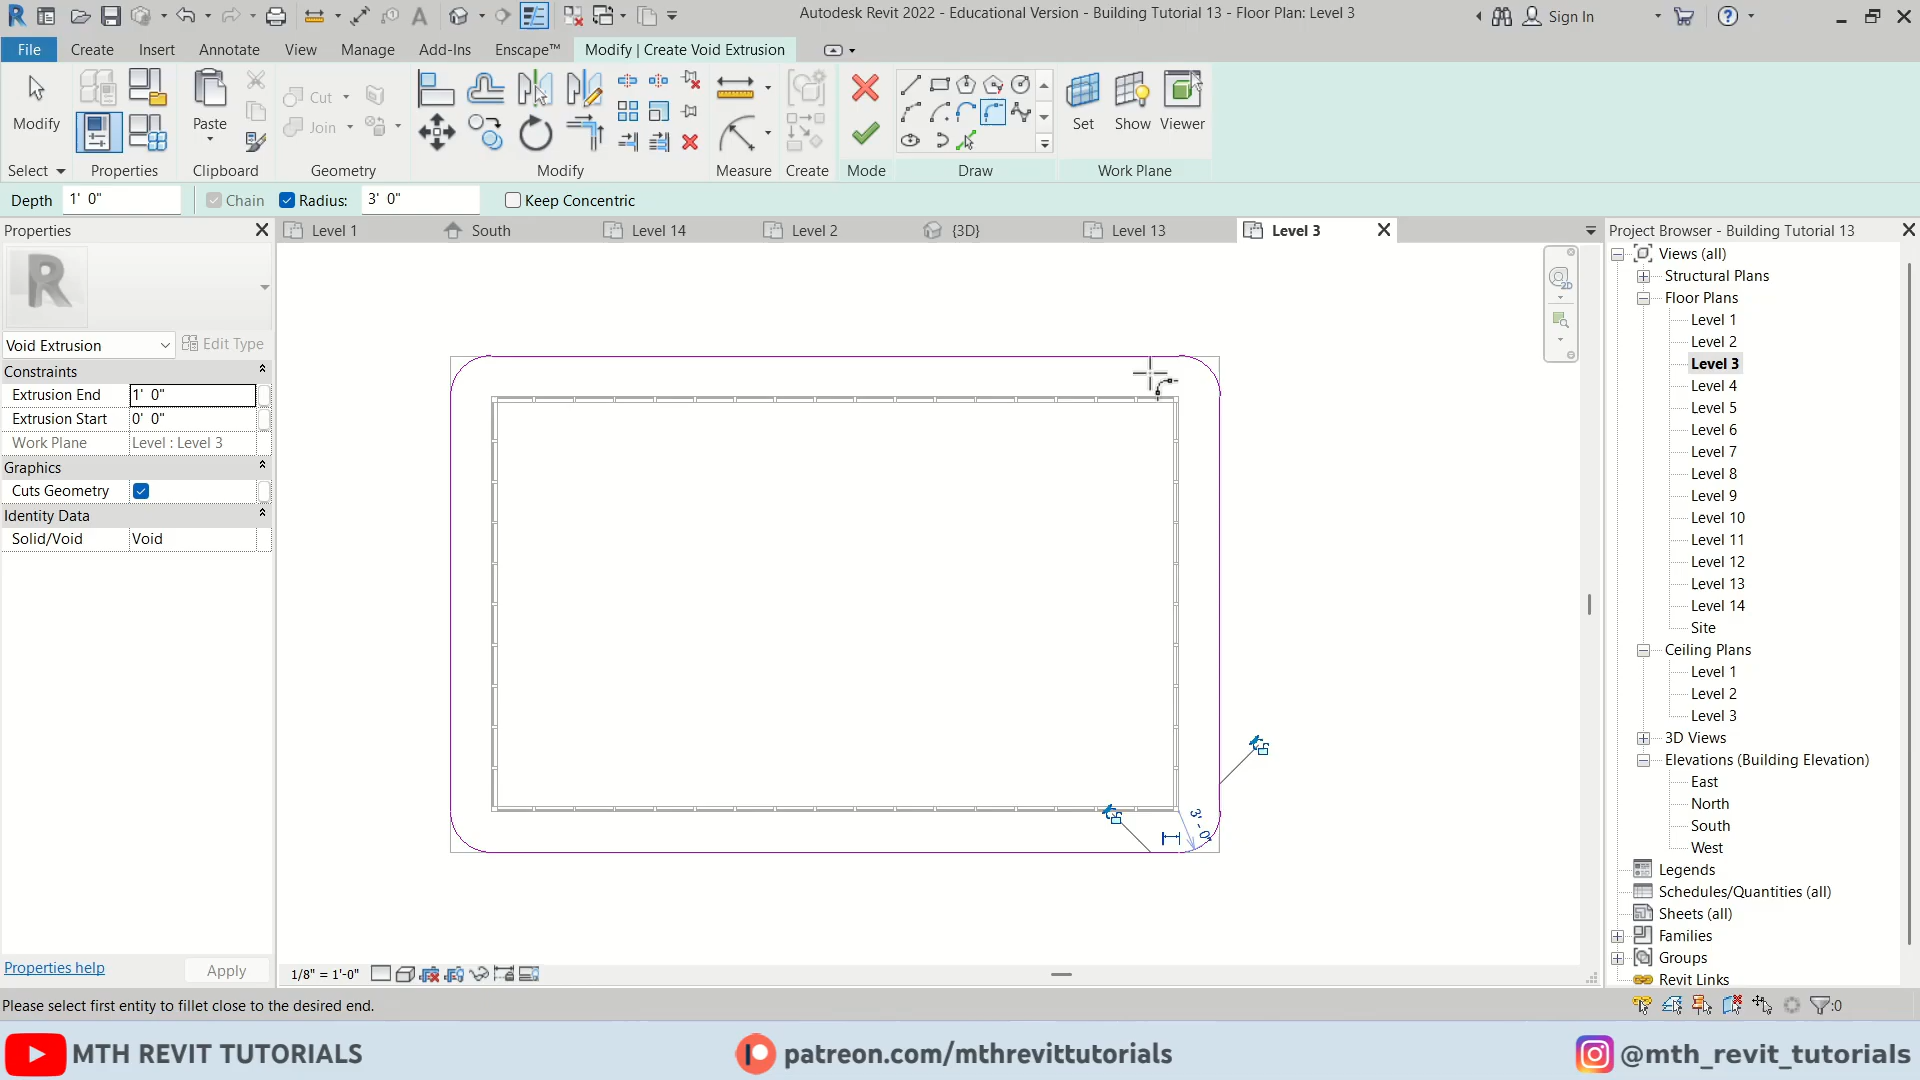 Autodesk Revit 2022 - Educational Version - Building Tutorial 13 - Floor Plan: Level 3
Sign In
File Create Insert Annotate View Manage Add-Ins Enscape™ Modify | Create Void Extrusion
Modify Paste Cut Join Set Show Viewer
Select Properties Clipboard Geometry Modify Measure Create Mode Draw Work Plane
Depth 1' 0" Chain Radius: 3' 0" Keep Concentric
Properties
Level 1 South Level 14 Level 2 {3D} Level 13 Level 3
Project Browser - Building Tutorial 13
Void Extrusion Edit Type
Constraints
Extrusion End 1' 0"
Extrusion Start 0' 0"
Work Plane Level : Level 3
Graphics
Cuts Geometry
Identity Data
Solid/Void Void
Properties help Apply
3' - 0"
2D
Views (all)
Structural Plans
Floor Plans
Level 1
Level 2
Level 3
Level 4
Level 5
Level 6
Level 7
Level 8
Level 9
Level 10
Level 11
Level 12
Level 13
Level 14
Site
Ceiling Plans
Level 1
Level 2
Level 3
3D Views
Elevations (Building Elevation)
East
North
South
West
Legends
Schedules/Quantities (all)
Sheets (all)
Families
Groups
Revit Links
1/8" = 1'-0"
Please select first entity to fillet close to the desired end.
:0
MTH REVIT TUTORIALS
patreon.com/mthrevittutorials
@mth_revit_tutorials